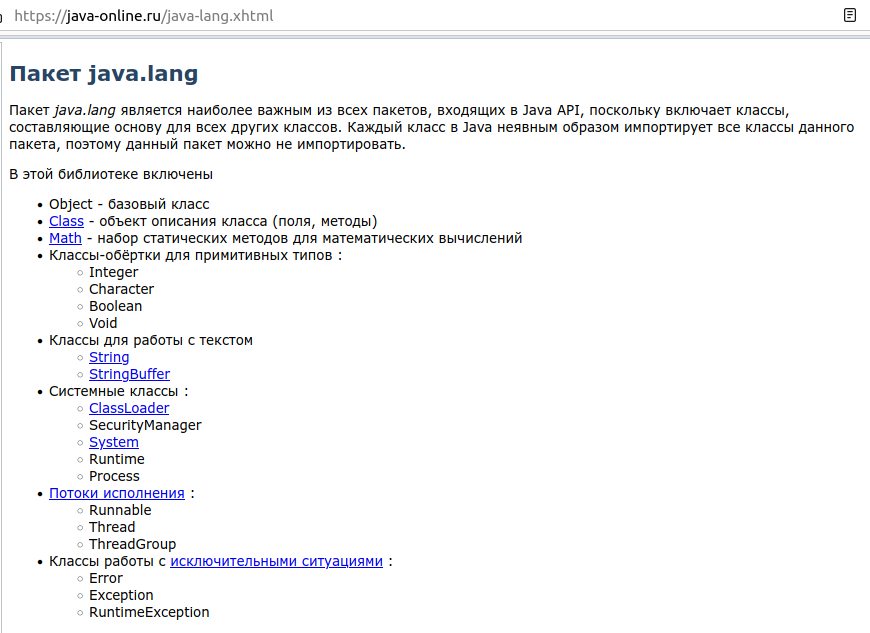 https://java-online.ru/java-lang.xhtml
Пакет java.lang
Пакет java.lang является наиболее важным из всех пакетов, входящих в Java API, поскольку включает классы,
составляющие основу для всех других классов. Каждый класс в Java неявным образом импортирует все классы данного
пакета, поэтому данный пакет можно не импортировать.
В этой библиотеке включены
• Object - базовый класс
• Class - объект описания класса (поля, методы)
• Math - набор статических методов для математических вычислений
• Классы-обёртки для примитивных типов :
◦ Integer
◦ Character
◦ Boolean
◦ Void
• Классы для работы с текстом
◦ String
◦ StringBuffer
• Системные классы :
◦ ClassLoader
◦ SecurityManager
◦ System
◦ Runtime
◦ Process
• Потоки исполнения :
◦ Runnable
◦ Thread
◦ ThreadGroup
• Классы работы с исключительными ситуациями :
◦ Error
◦ Exception
◦ RuntimeException